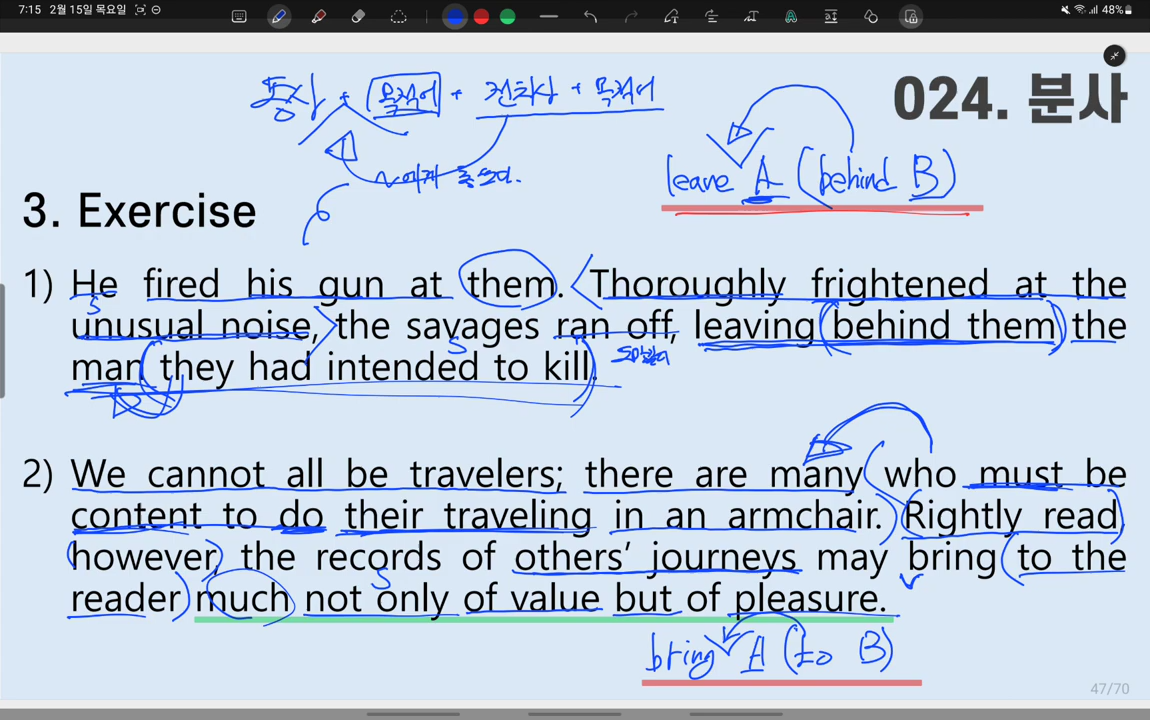 7:15 2월 15일 목요일
48%
동사 + 목적어 + 전치사 + 목적어
024. 분사
~에게 좋쓰다.
leave A (behind B)
3. Exercise
1) He fired his gun at them. Thoroughly frightened at the
S
unusual noise, the savages ran off, leaving (behind them) the
S
man (they had intended to kill).
2) We cannot all be travelers; there are many who must be
content to do their traveling in an armchair. (Rightly read)
(however), the records of others' journeys may bring (to the
S
V
reader) much not only of value but of pleasure.
bring A (to B)
47/70